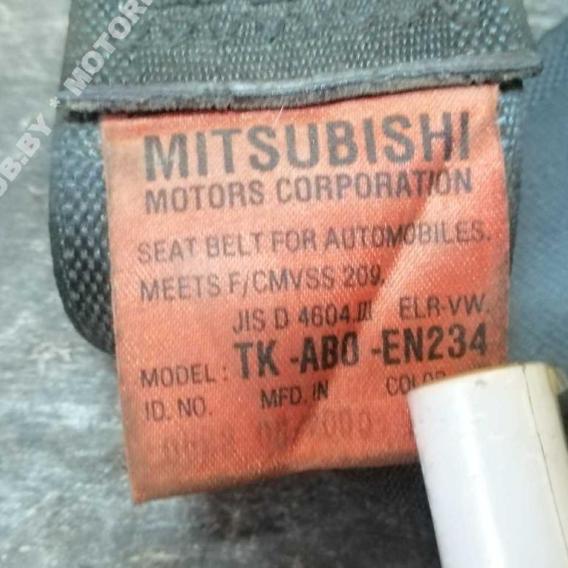 MITSUBISHI
MOTORS CORPORATION
SEAT BELT FOR AUTOMOBILES.
MEETS F/CMVSS 209.
JIS D 4604 III ELR-VW.
MODEL: TK-AB0-EN234
ID. NO. MFD. IN COLOR